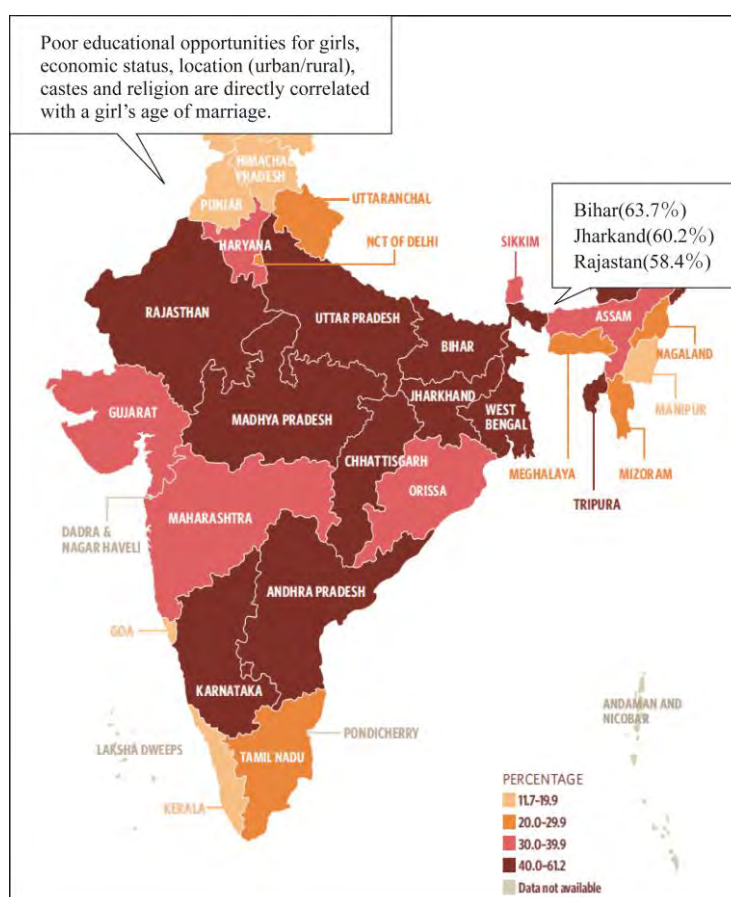 Poor educational opportunities for girls,
economic status, location (urban/rural),
castes and religion are directly correlated
with a girl's age of marriage.
HIMACHAL
PRADESH
PUNJAB
UTTARANCHAL
HARYANA
NCT OF DELHI
Bihar(63.7%)
Jharkand(60.2%)
Rajastan(58.4%)
SIKKIM
RAJASTHAN
UTTAR PRADESH
ASSAM
BIHAR
NAGALAND
JHARKHAND
GUJARAT
MADHYA PRADESH
WEST
BENGAL
MANIPUR
CHHATTISGARH
MEGHALAYA
MIZORAM
ORISSA
MAHARASHTRA
TRIPURA
DADRA &
NAGAR HAVELI
ANDHRA PRADESH
GOA
KARNATAKA
ANDAMAN AND
NICOBAR
PONDICHERRY
LAKSHA DWEEPS
TAMIL NADU
KERALA
PERCENTAGE
11.7-19.9
20.0-29.9
30.0-39.9
40.0-61.2
Data not available